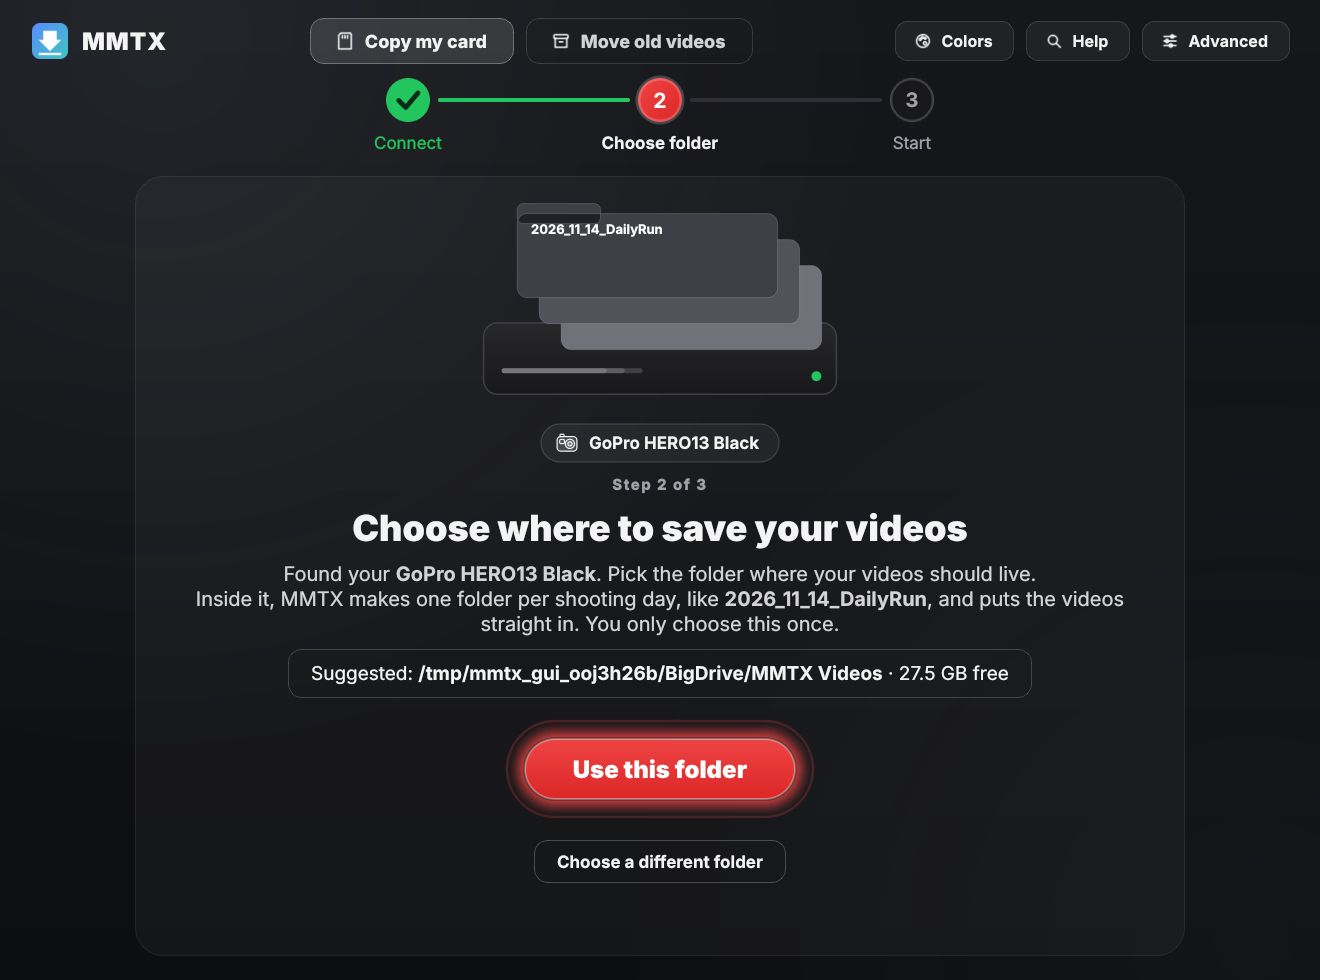 MMTX
Copy my card
Move old videos
Colors
Help
Advanced
2
3
Connect
Choose folder
Start
2026_11_14_DailyRun
GoPro HERO13 Black
Step 2 of 3
Choose where to save your videos
Found your GoPro HERO13 Black. Pick the folder where your videos should live.
Inside it, MMTX makes one folder per shooting day, like 2026_11_14_DailyRun, and puts the videos
straight in. You only choose this once.
Suggested: /tmp/mmtx_gui_ooj3h26b/BigDrive/MMTX Videos · 27.5 GB free
Use this folder
Choose a different folder